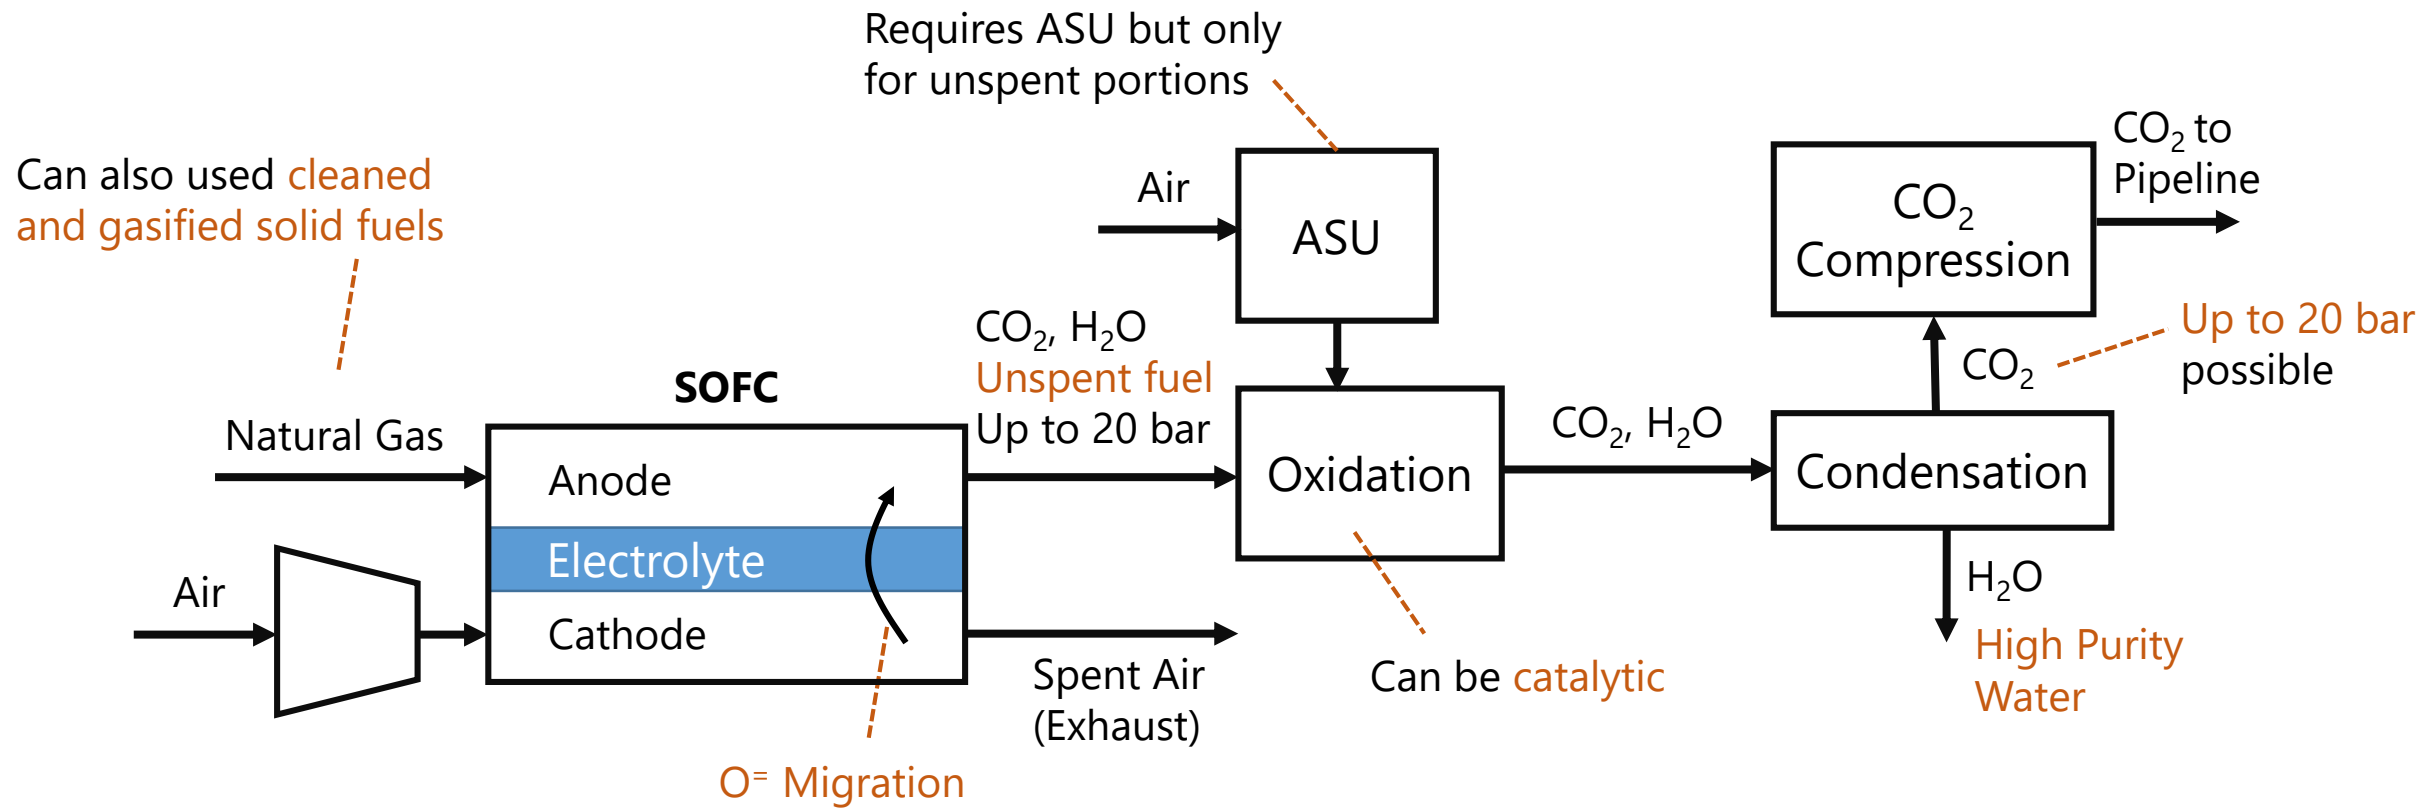 Requires ASU but only
for unspent portions
Can also used cleaned
and gasified solid fuels
Air
ASU
CO₂ to
Pipeline
CO₂
Compression
CO₂, H₂O
Unspent fuel
Up to 20 bar
Up to 20 bar
possible
CO₂
SOFC
Natural Gas
Anode
Electrolyte
Cathode
Air
Oxidation
CO₂, H₂O
Condensation
H₂O
High Purity
Water
Spent Air
(Exhaust)
Can be catalytic
O⁼ Migration